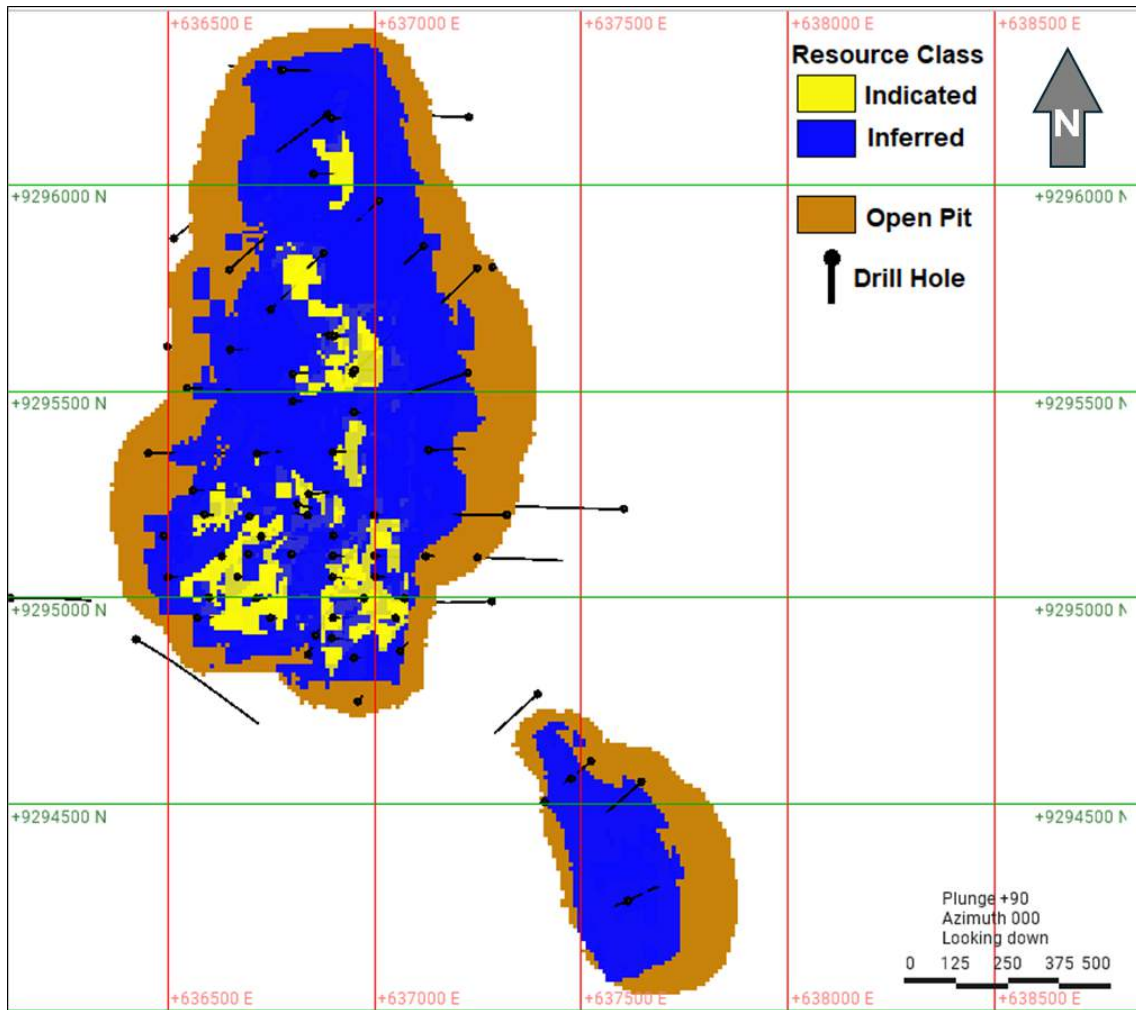 +636500 E
+637000 E
+637500 E
+638000 E
+638500 E
Resource Class
Indicated
Inferred
N
+9296000 N
+9296000 N
Open Pit
Drill Hole
+9295500 N
+9295500 N
+9295000 N
+9295000 N
+9294500 N
+9294500 N
Plunge +90
Azimuth 000
Looking down
0 125 250 375 500
+636500 E
+637000 E
+637500 E
+638000 E
+638500 E